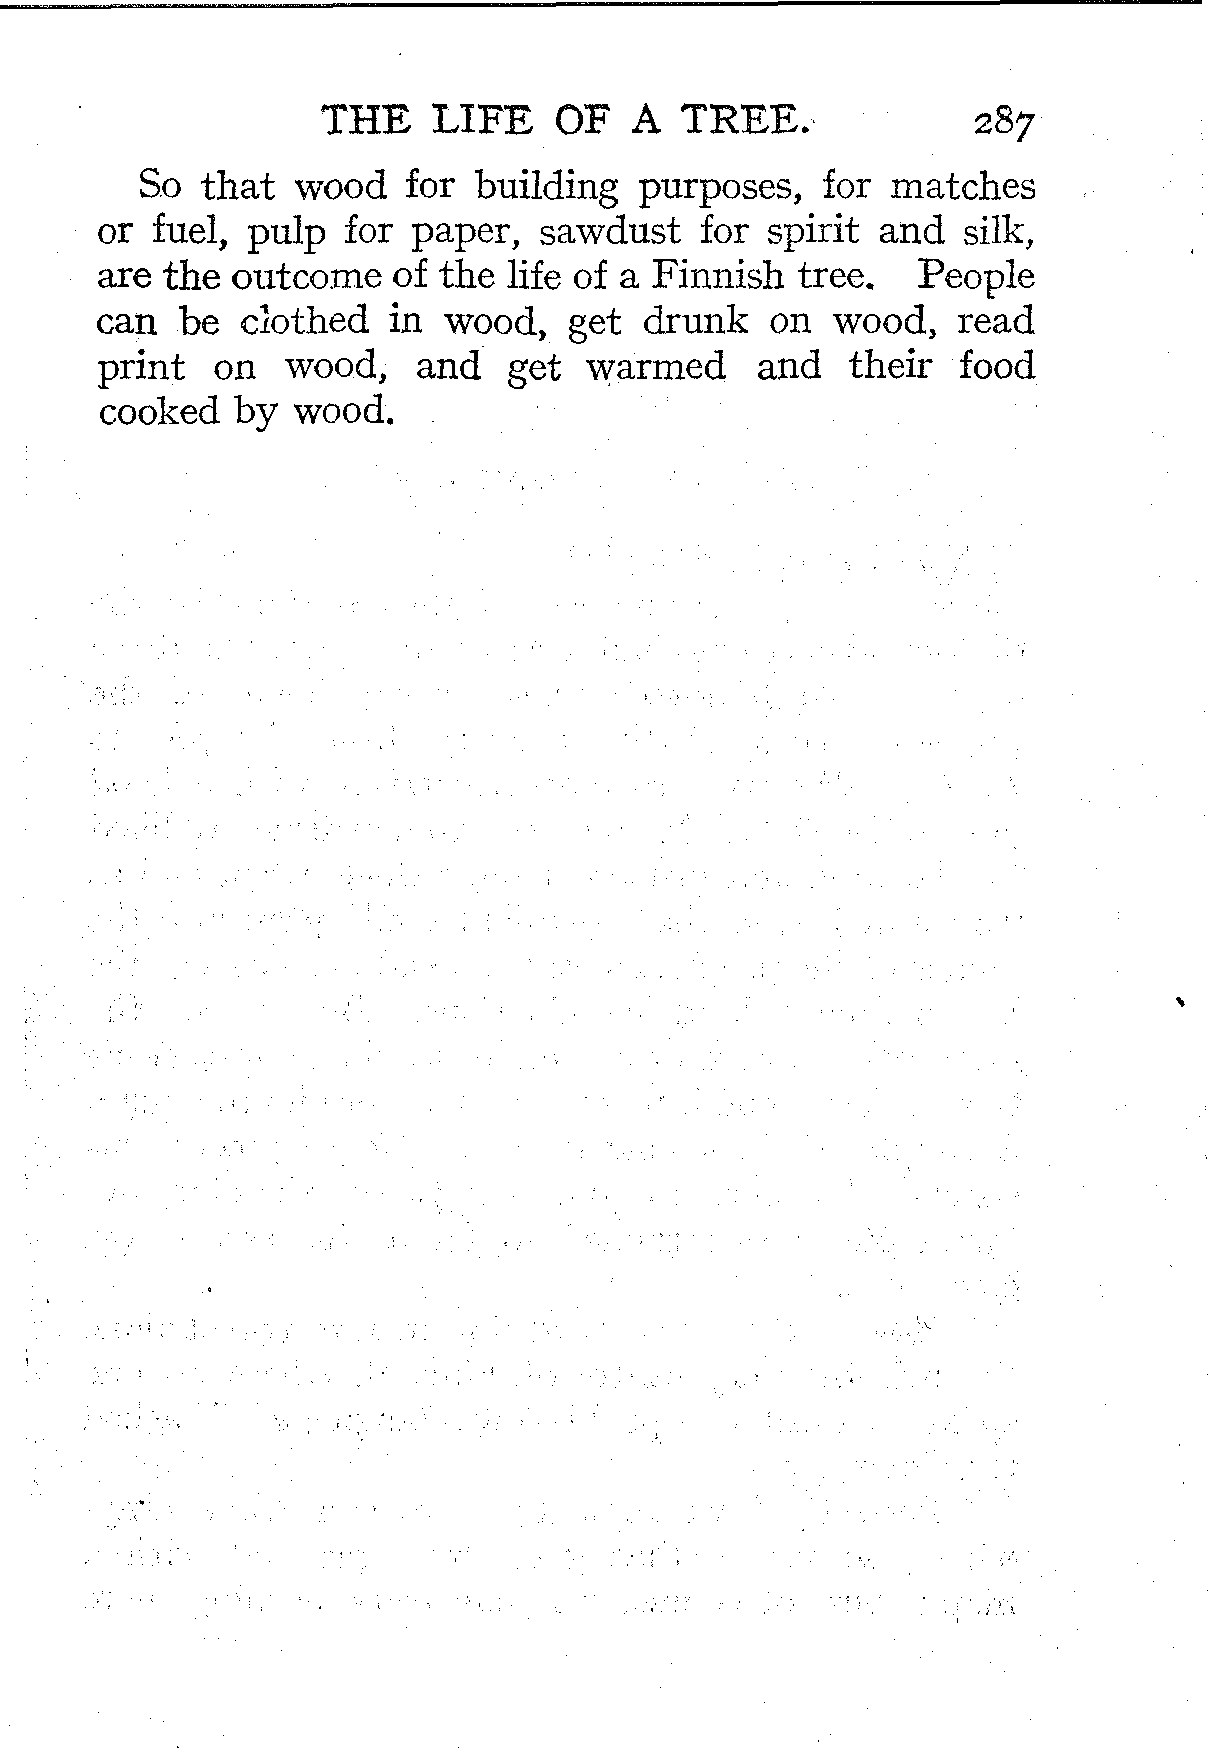 THE LIFE OF A TREE. 287
So that wood for building purposes, for matches
or fuel, pulp for paper, sawdust for spirit and silk,
are the outcome of the life of a Finnish tree. People
can be clothed in wood, get drunk on wood, read
print on wood, and get warmed and their food
cooked by wood.